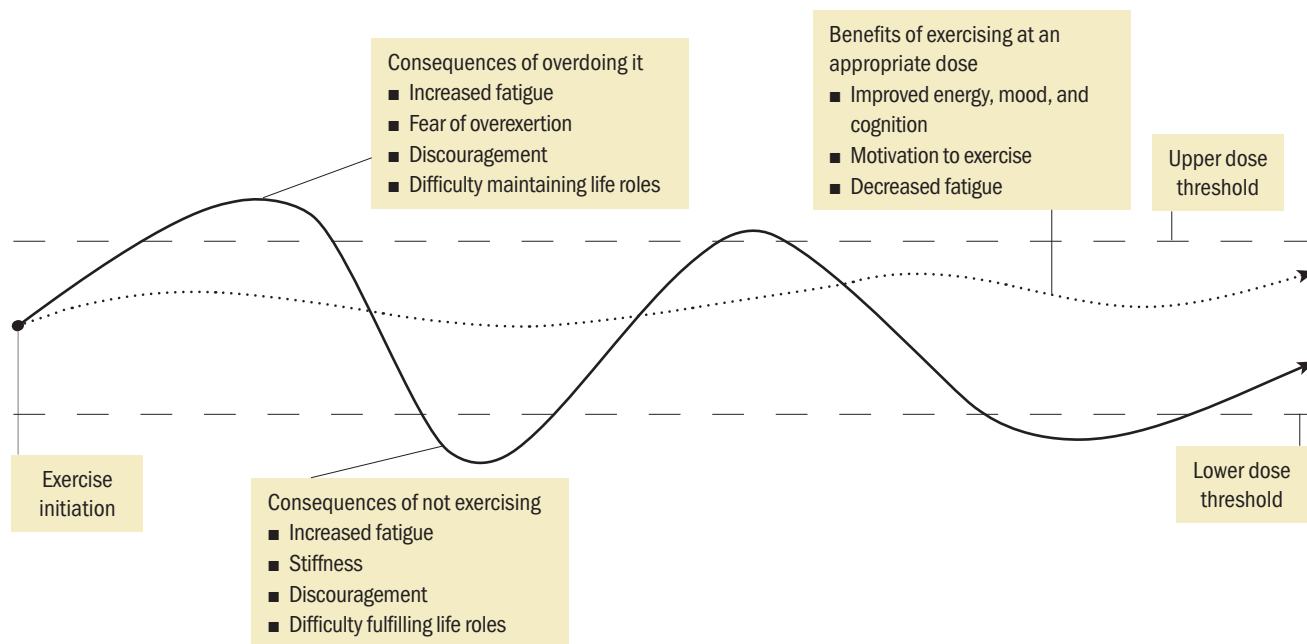 Consequences of overdoing it
■ Increased fatigue
■ Fear of overexertion
■ Discouragement
■ Difficulty maintaining life roles
Benefits of exercising at an
appropriate dose
■ Improved energy, mood, and
cognition
■ Motivation to exercise
■ Decreased fatigue
Upper dose
threshold
Exercise
initiation
Consequences of not exercising
■ Increased fatigue
■ Stiffness
■ Discouragement
■ Difficulty fulfilling life roles
Lower dose
threshold